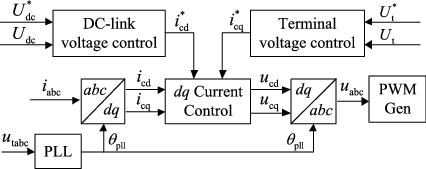 U*dc
Udc
DC-link
voltage control
i*cd
i*cq
Terminal
voltage control
U*t
Ut
iabc
abc
dq
icd
icq
dq Current
Control
ucd
ucq
dq
abc
uabc
PWM
Gen
utabc
PLL
θpll
θpll